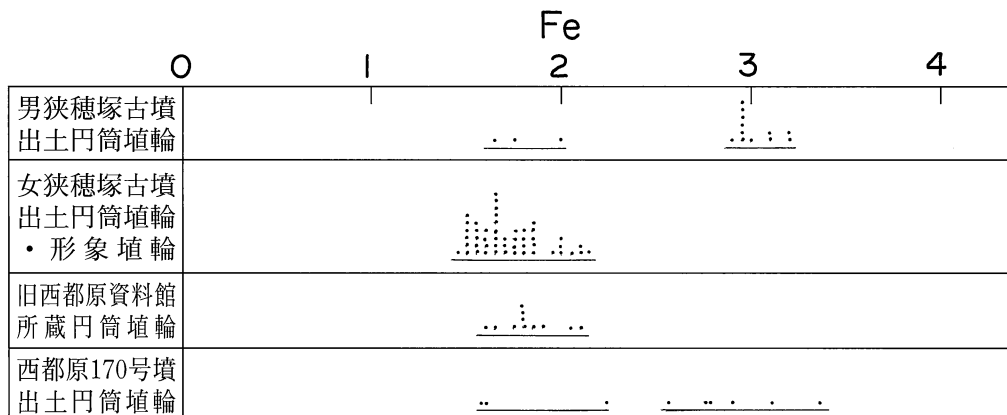 Fe
0 1 2 3 4
男狭穂塚古墳
出土円筒埴輪
女狭穂塚古墳
出土円筒埴輪
・形象埴輪
旧西都原資料館
所蔵円筒埴輪
西都原170号墳
出土円筒埴輪